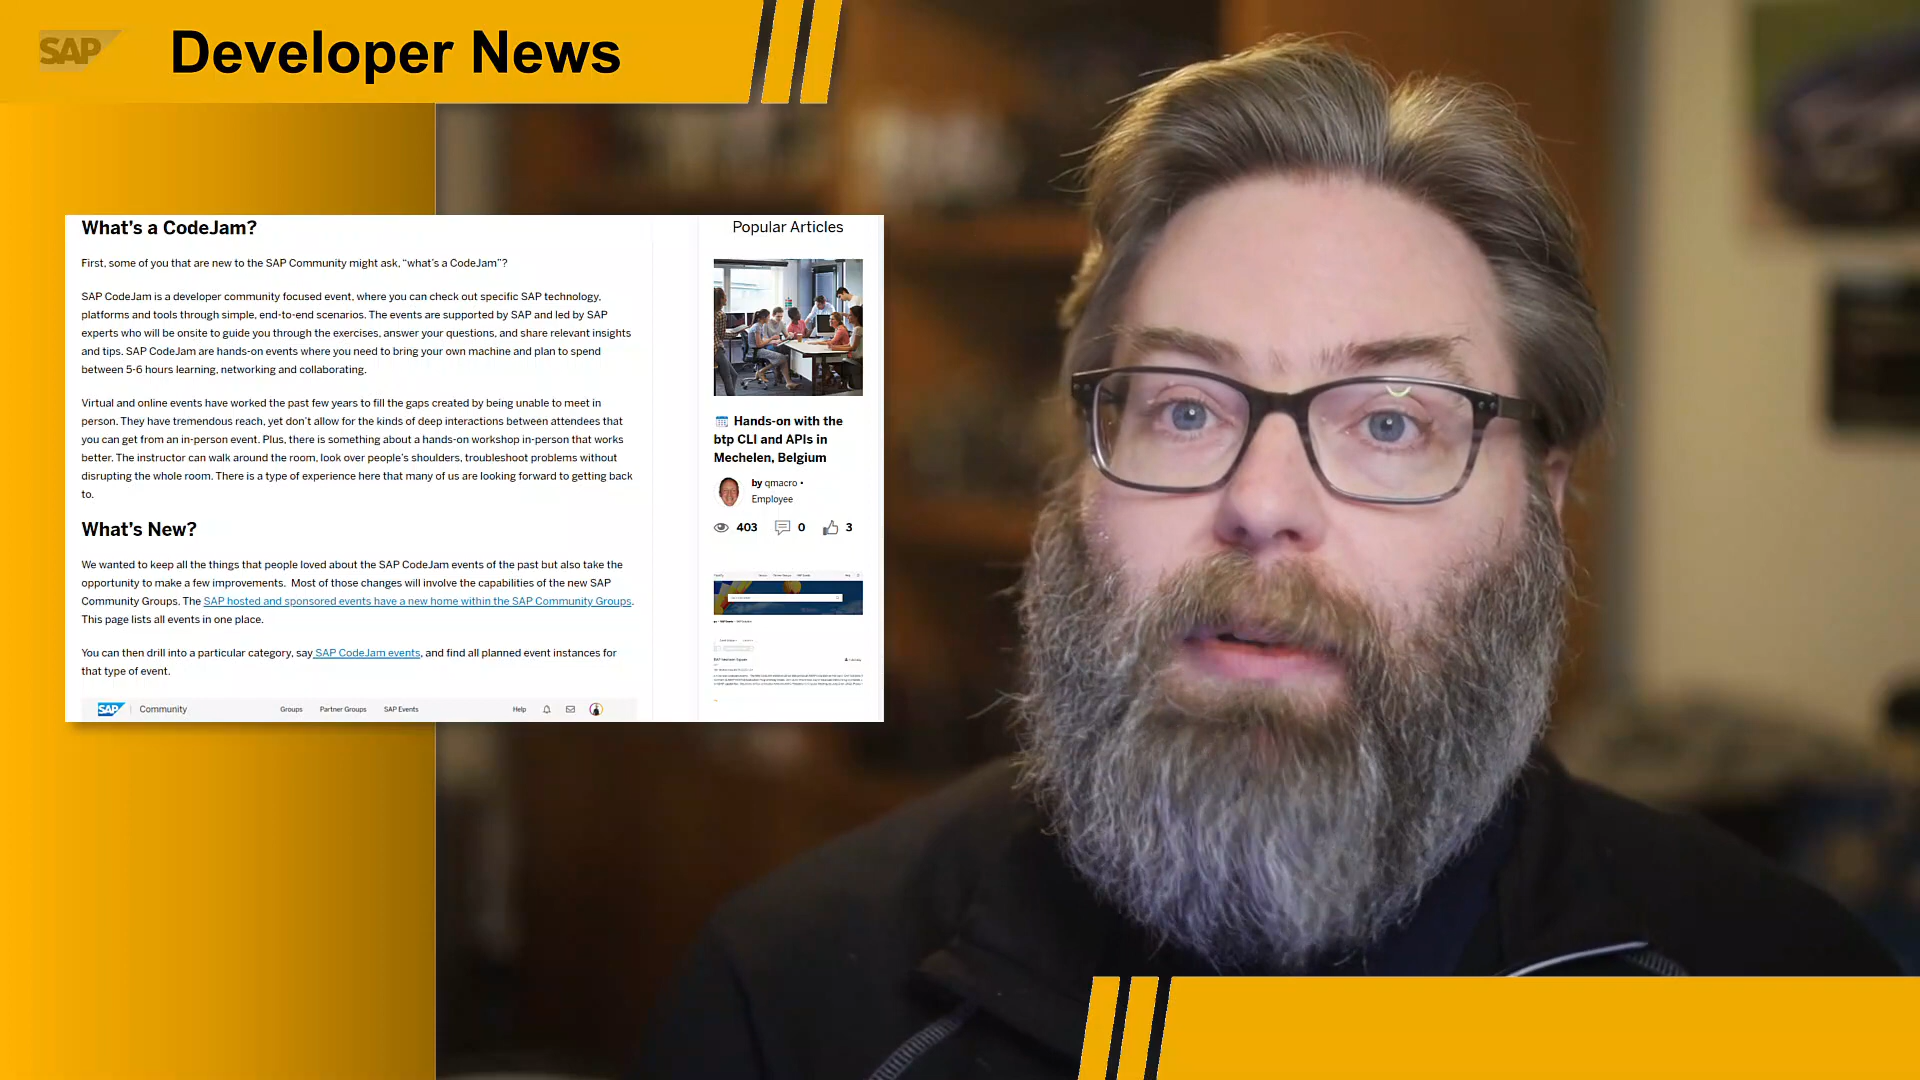 SAP
Developer News
What's a CodeJam?
First, some of you that are new to the SAP Community might ask, “what's a CodeJam”?
SAP CodeJam is a developer community focused event, where you can check out specific SAP technology,
platforms and tools through simple, end-to-end scenarios. The events are supported by SAP and led by SAP
experts who will be onsite to guide you through the exercises, answer your questions, and share relevant insights
and tips. SAP CodeJam are hands-on events where you need to bring your own machine and plan to spend
between 5-6 hours learning, networking and collaborating.
Virtual and online events have worked the past few years to fill the gaps created by being unable to meet in
person. They have tremendous reach, yet don't allow for the kinds of deep interactions between attendees that
you can get from an in-person event. Plus, there is something about a hands-on workshop in-person that works
better. The instructor can walk around the room, look over people's shoulders, troubleshoot problems without
disrupting the whole room. There is a type of experience here that many of us are looking forward to getting back
to.
What's New?
We wanted to keep all the things that people loved about the SAP CodeJam events of the past but also take the
opportunity to make a few improvements. Most of those changes will involve the capabilities of the new SAP
Community Groups. The SAP hosted and sponsored events have a new home within the SAP Community Groups.
This page lists all events in one place.
You can then drill into a particular category, say SAP CodeJam events, and find all planned event instances for
that type of event.
SAP Community Groups Partner Groups SAP Events Help
Popular Articles
Hands-on with the
btp CLI and APIs in
Mechelen, Belgium
by qmacro •
Employee
403 0 3